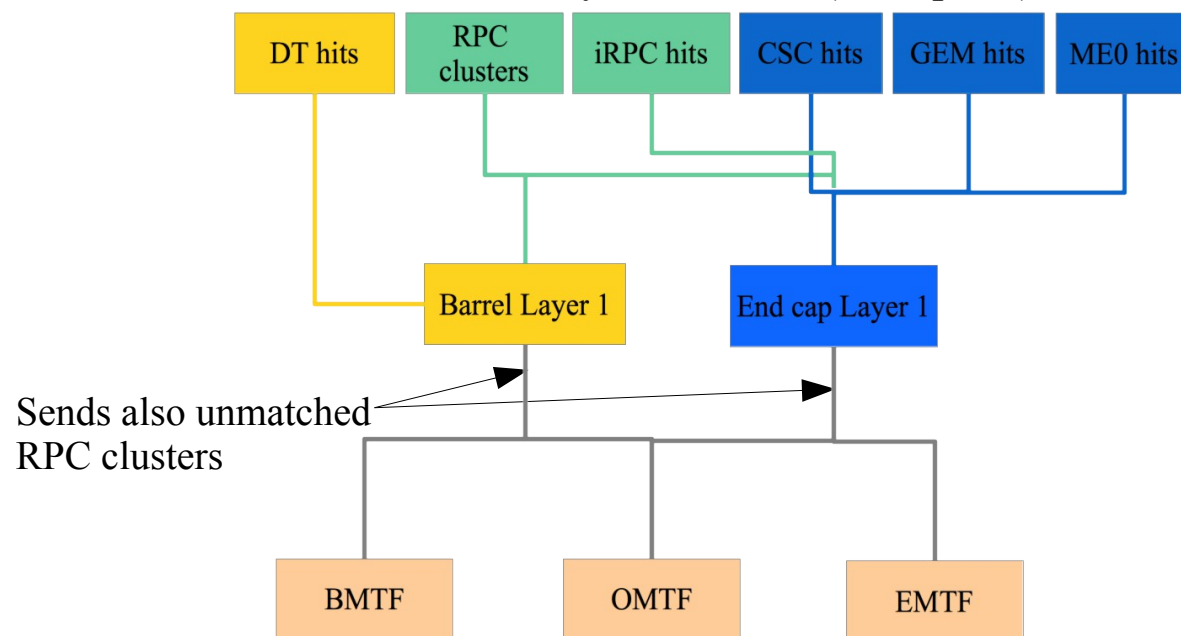 DT hits
RPC
clusters
iRPC hits
CSC hits
GEM hits
ME0 hits
Barrel Layer 1
End cap Layer 1
Sends also unmatched
RPC clusters
BMTF
OMTF
EMTF